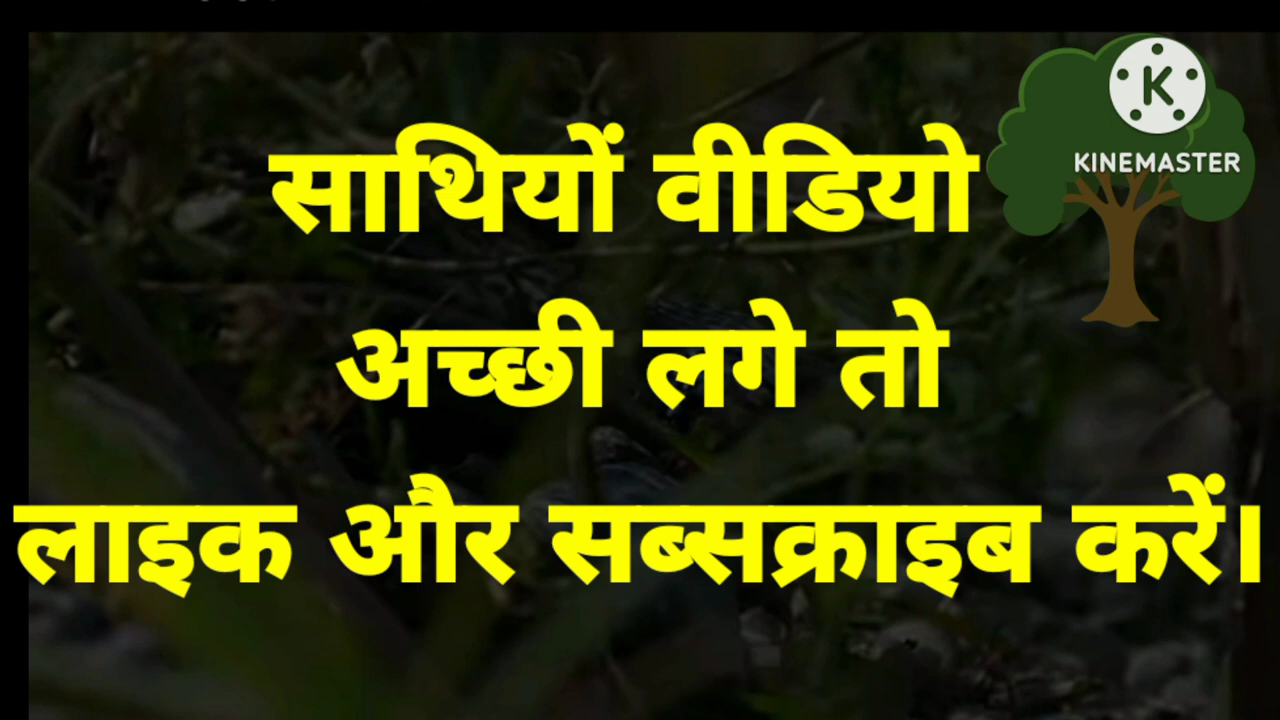 साथियों वीडियो
अच्छी लगे तो
लाइक और सब्सक्राइब करें।
K
KINEMASTER